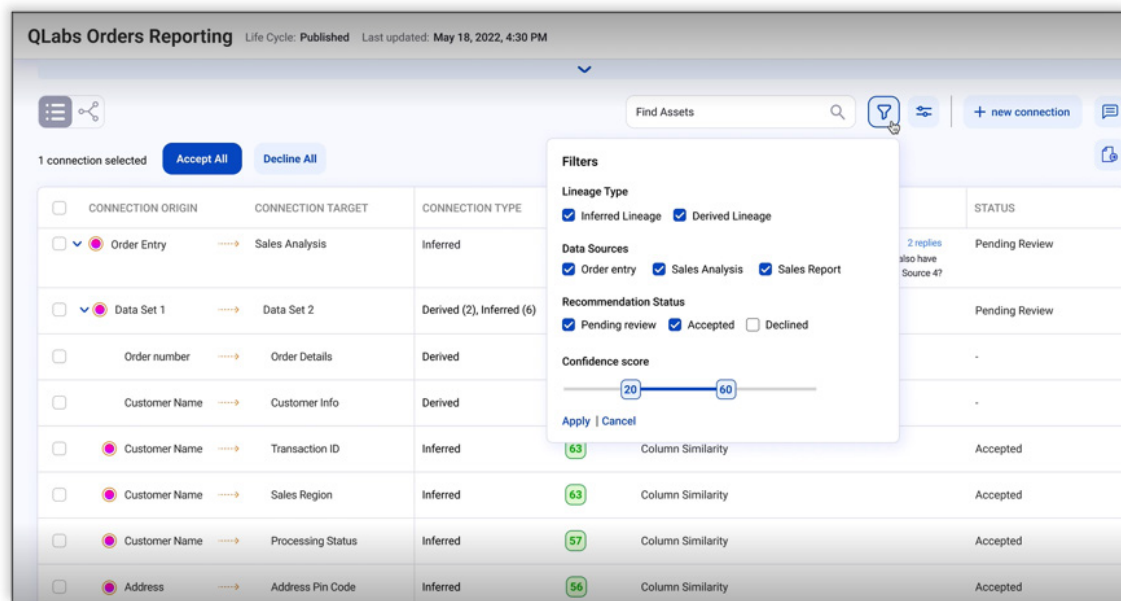 QLabs Orders Reporting Life Cycle: Published Last updated: May 18, 2022, 4:30 PM
Find Assets
+ new connection
1 connection selected Accept All Decline All
CONNECTION ORIGIN CONNECTION TARGET CONNECTION TYPE STATUS
Order Entry Sales Analysis Inferred 2 replies Pending Review
also have
Source 4?
Data Set 1 Data Set 2 Derived (2), Inferred (6) Pending Review
Order number Order Details Derived -
Customer Name Customer Info Derived -
Customer Name Transaction ID Inferred 63 Column Similarity Accepted
Customer Name Sales Region Inferred 63 Column Similarity Accepted
Customer Name Processing Status Inferred 57 Column Similarity Accepted
Address Address Pin Code Inferred 56 Column Similarity Accepted
Filters
Lineage Type
Inferred Lineage Derived Lineage
Data Sources
Order entry Sales Analysis Sales Report
Recommendation Status
Pending review Accepted Declined
Confidence score
20 60
Apply | Cancel